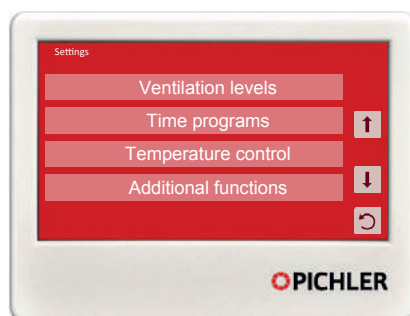 Settings
Ventilation levels
Time programs
Temperature control
Additional functions
PICHLER